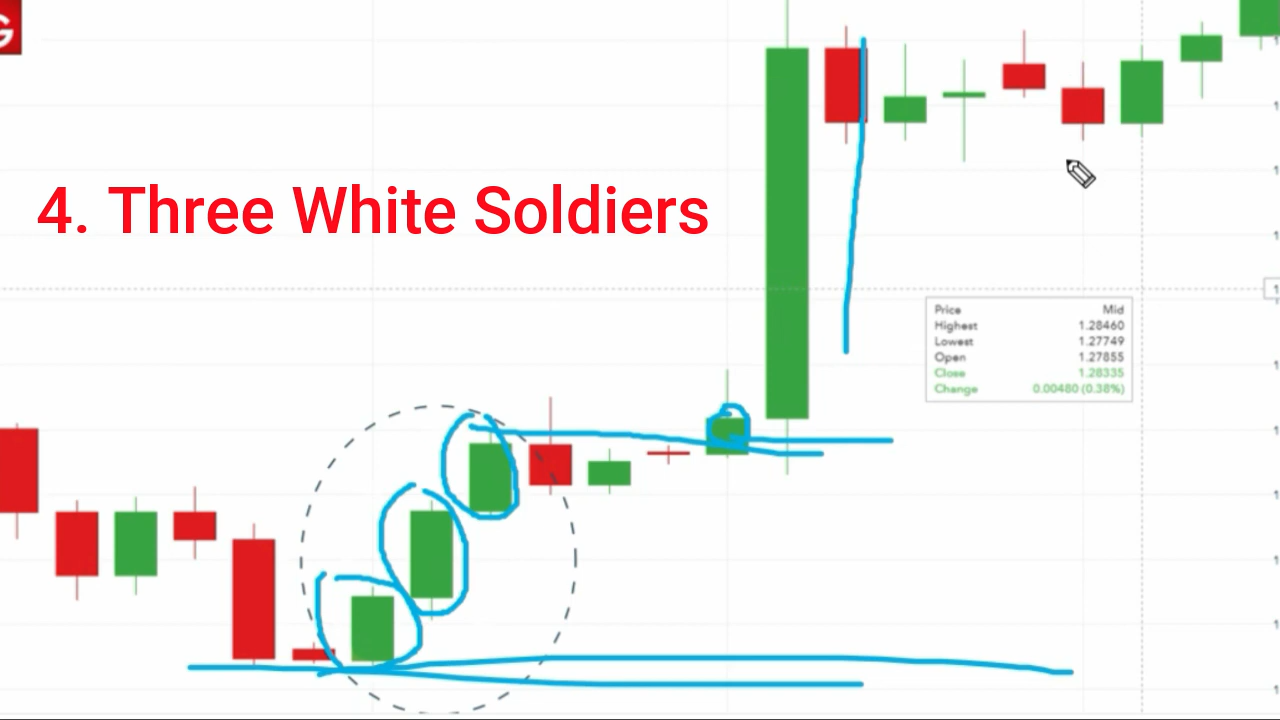 G
4. Three White Soldiers
Price Mid
Highest 1.28460
Lowest 1.27749
Open 1.27855
Close 1.28335
Change 0.00480 (0.38%)